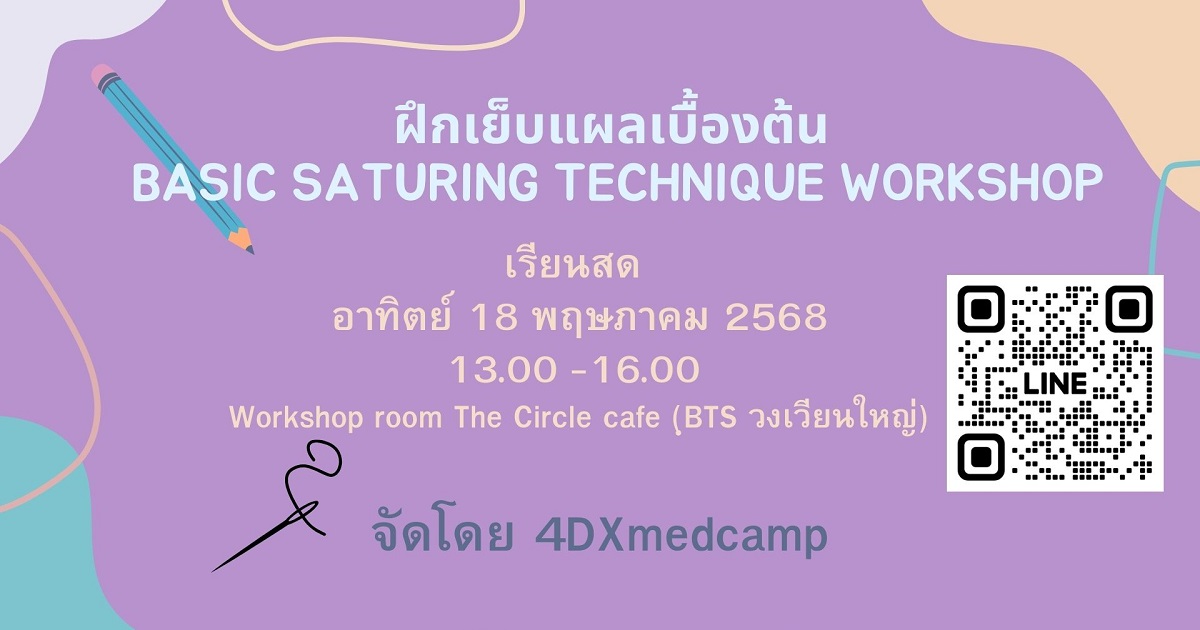 ฝึกเย็บแผลเบื้องต้น
BASIC SATURING TECHNIQUE WORKSHOP
เรียนสด
อาทิตย์ 18 พฤษภาคม 2568
13.00 -16.00
Workshop room The Circle cafe (BTS วงเวียนใหญ่)
LINE
จัดโดย 4DXmedcamp